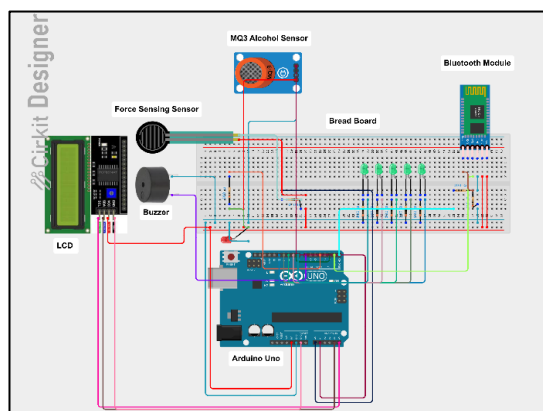 MQ3 Alcohol Sensor
Bluetooth Module
Cirkit Designer
Force Sensing Sensor
Bread Board
Buzzer
LCD
UNO
Arduino Uno